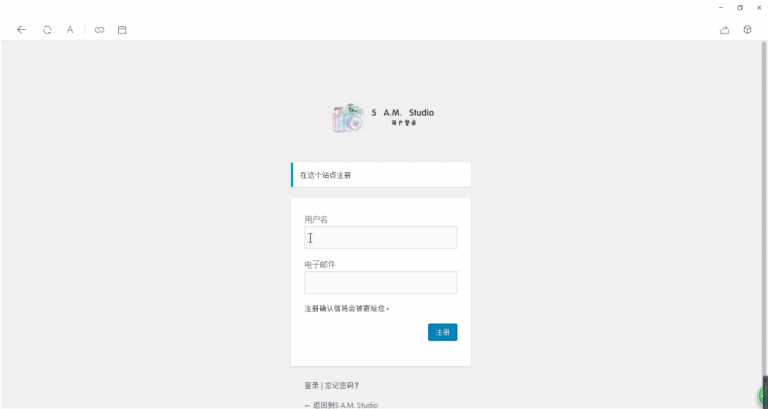 A
5 A.M. Studio
用户登录
在这个站点注册
用户名
电子邮件
注册确认信将会被寄给您。
注册
登录 | 忘记密码?
← 返回到5 A.M. Studio